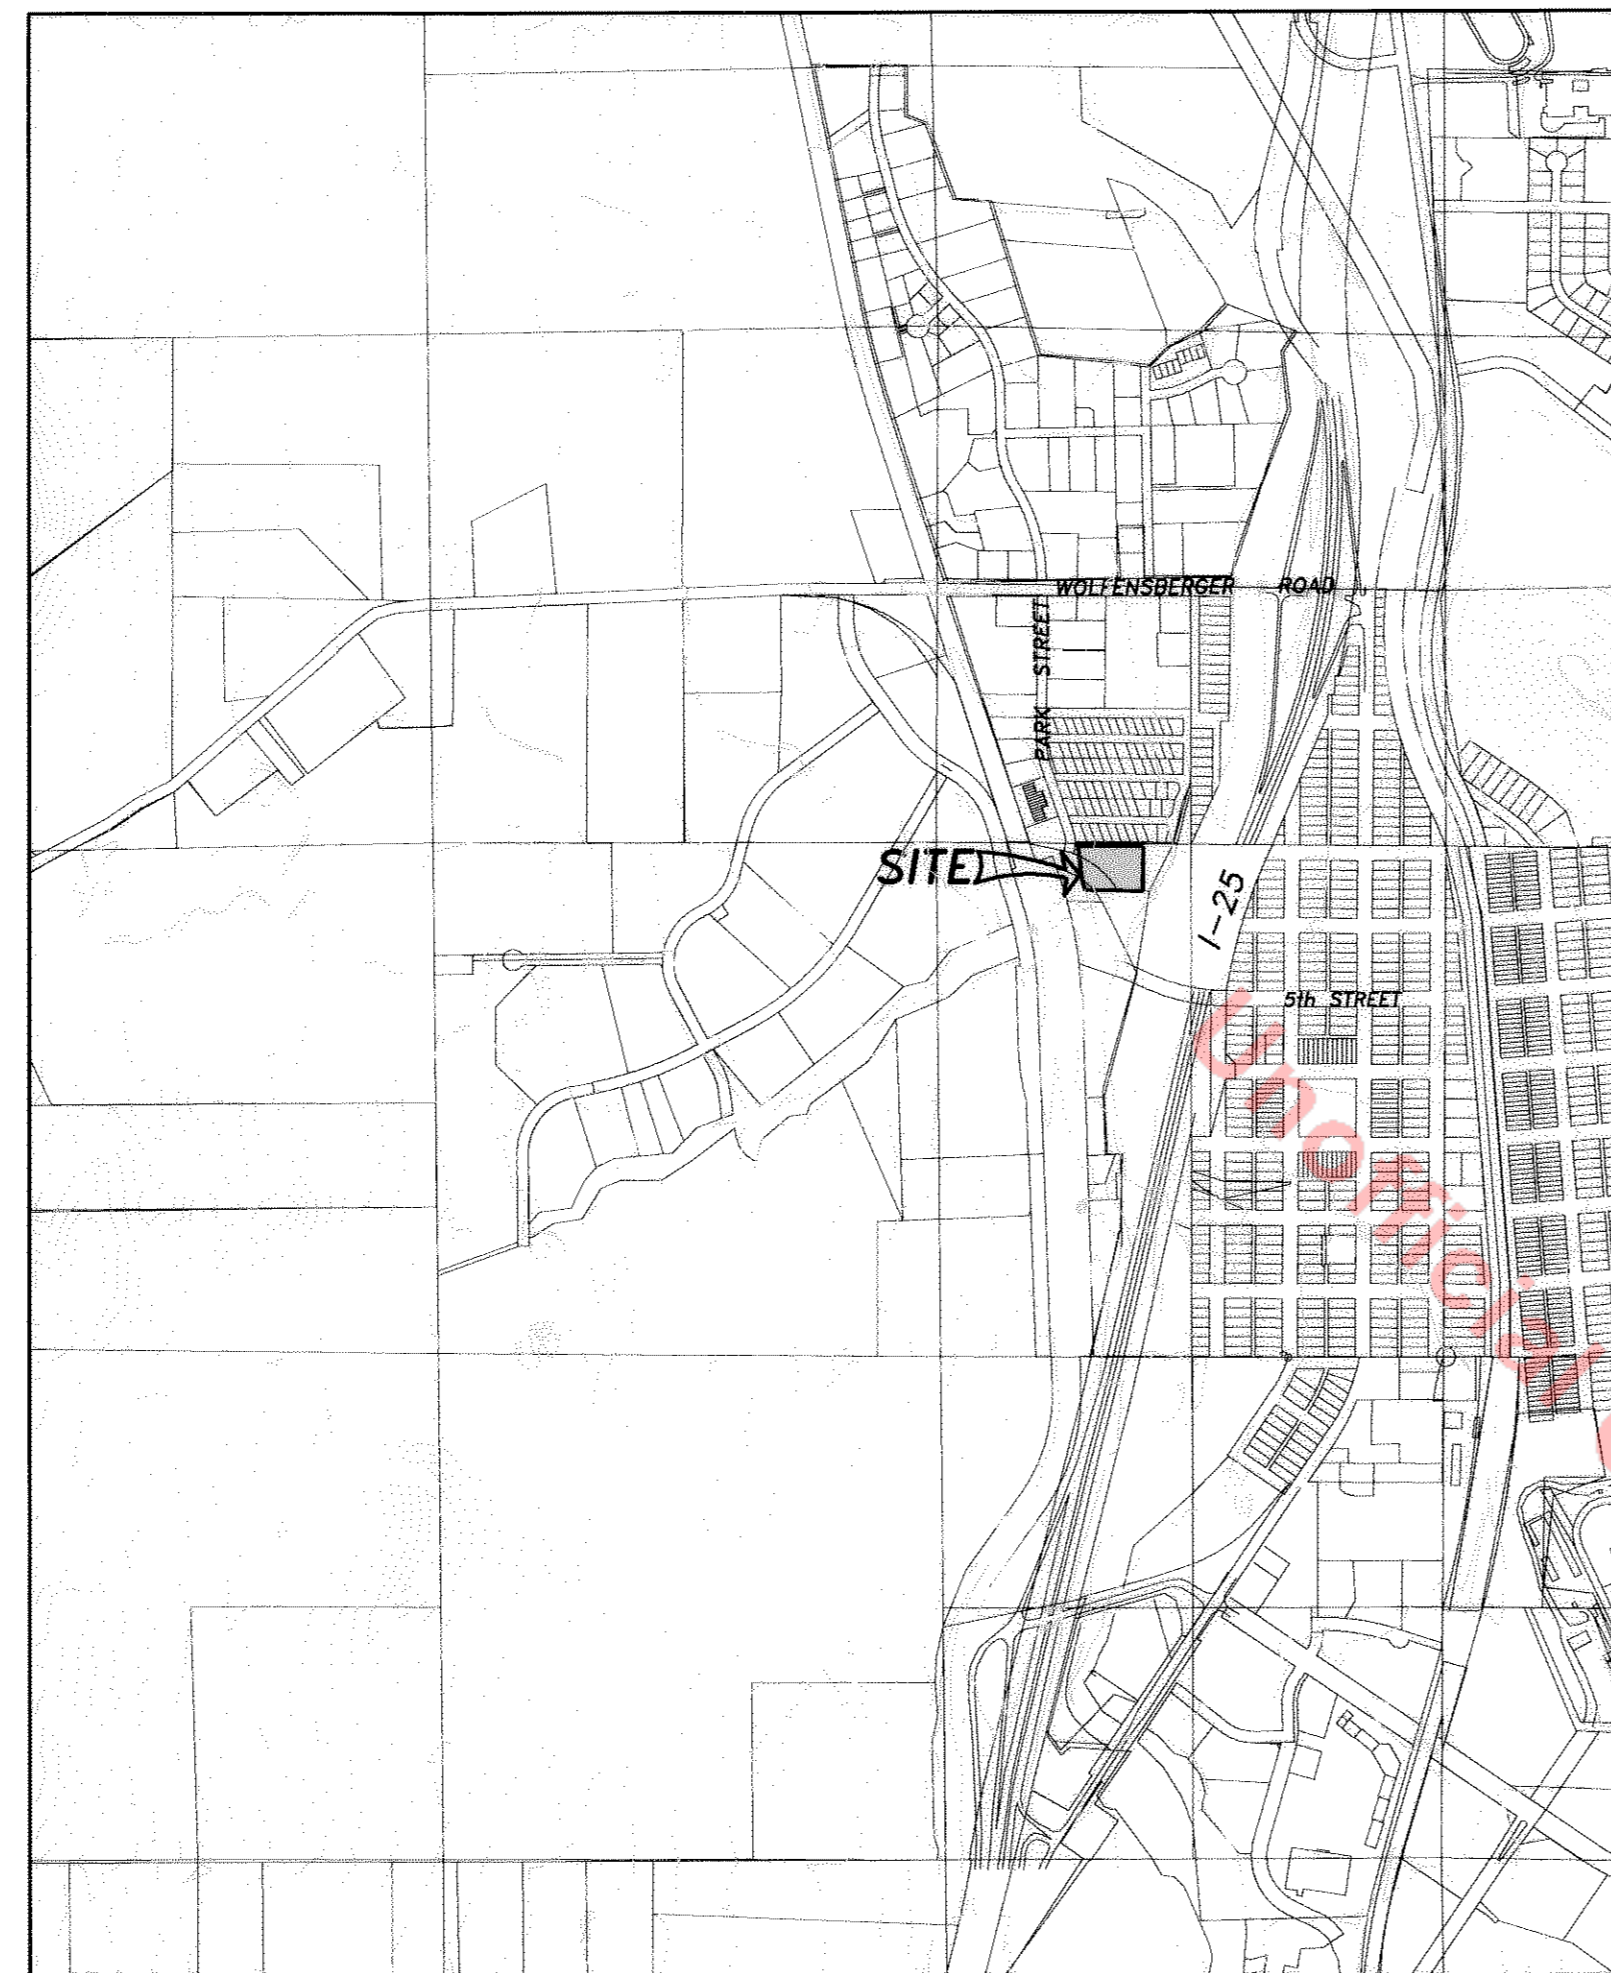 WOLFENSBERGER ROAD
PARK STREET
SITE
I-25
5th STREET
Unofficial